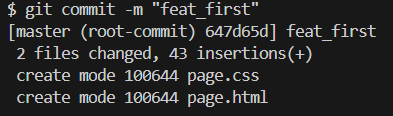 $ git commit -m "feat_first"
[master (root-commit) 647d65d] feat_first
 2 files changed, 43 insertions(+)
 create mode 100644 page.css
 create mode 100644 page.html